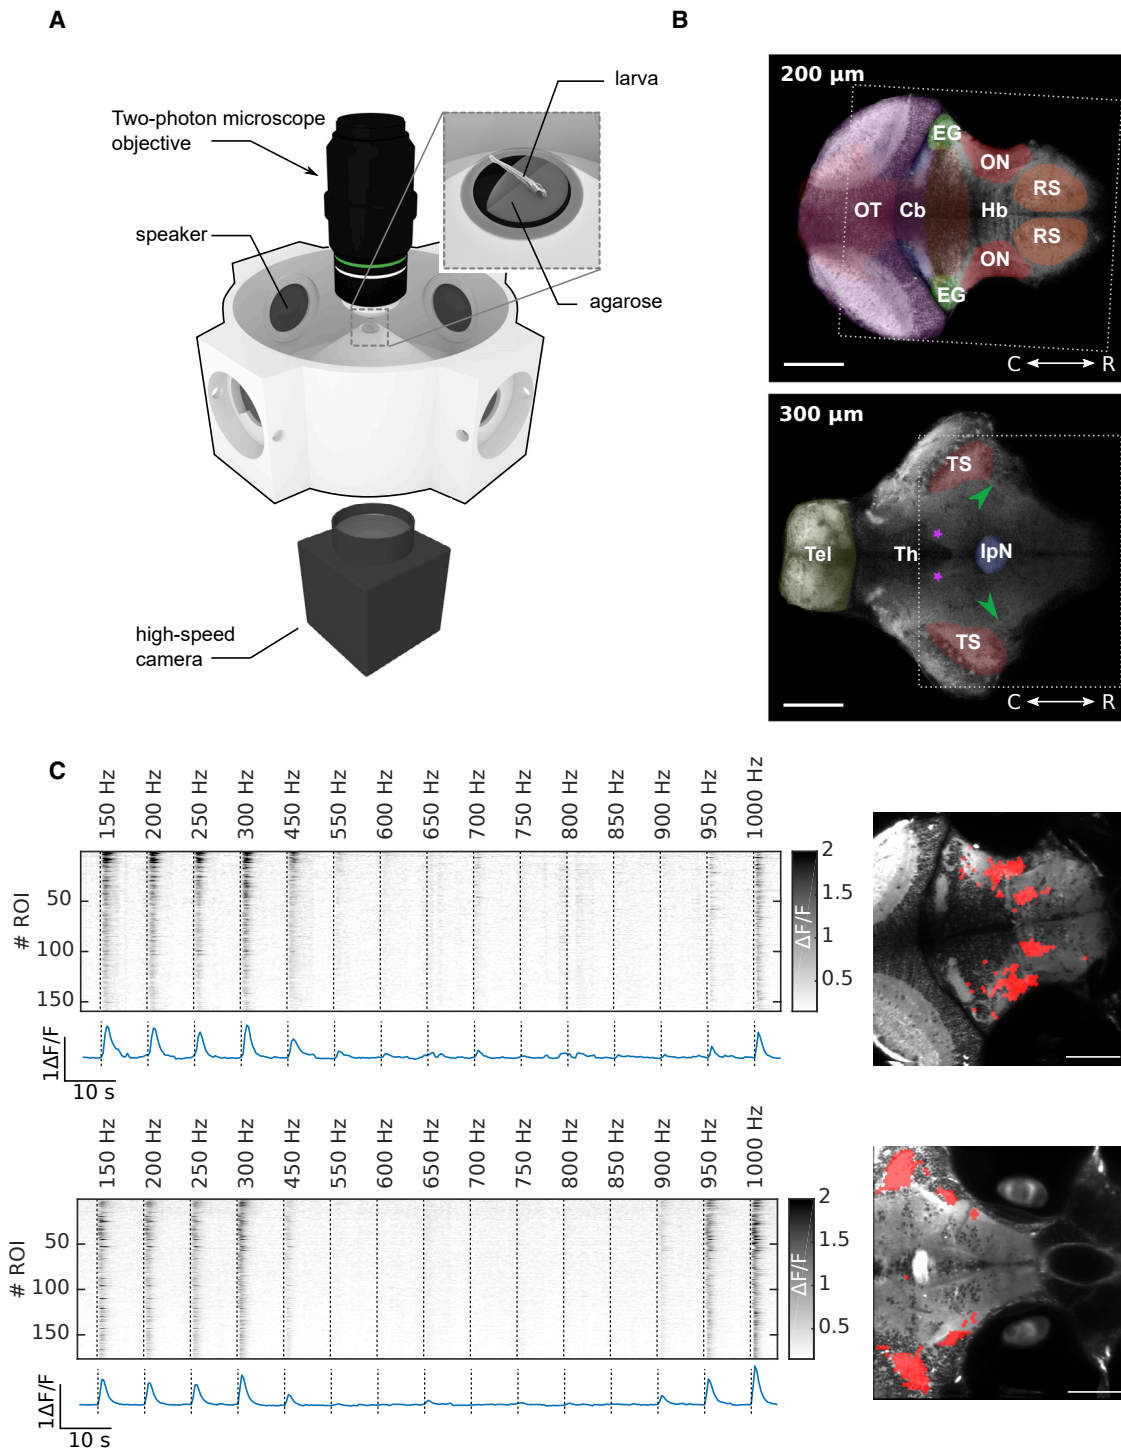 A
Two-photon microscope
objective
speaker
larva
agarose
high-speed
camera
B
200 µm
EG
ON
RS
OT
Cb
Hb
RS
ON
EG
C
R
300 µm
TS
Tel
Th
IpN
TS
C
R
C
150 Hz
200 Hz
250 Hz
300 Hz
450 Hz
550 Hz
600 Hz
650 Hz
700 Hz
750 Hz
800 Hz
850 Hz
900 Hz
950 Hz
1000 Hz
# ROI
50
100
150
2
1.5
1
0.5
ΔF/F
1ΔF/F
10 s
150 Hz
200 Hz
250 Hz
300 Hz
450 Hz
550 Hz
600 Hz
650 Hz
700 Hz
750 Hz
800 Hz
850 Hz
900 Hz
950 Hz
1000 Hz
# ROI
50
100
150
2
1.5
1
0.5
ΔF/F
1ΔF/F
10 s